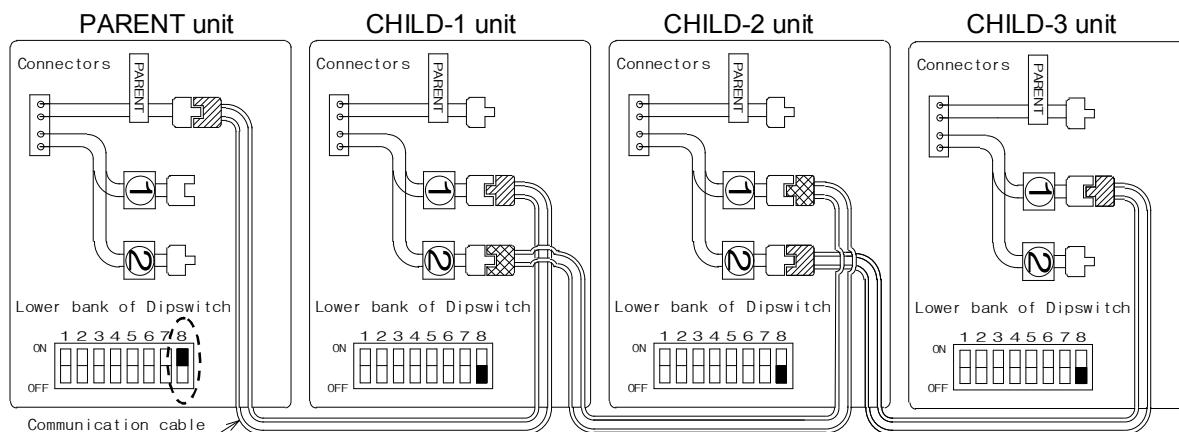 PARENT unit
CHILD-1 unit
CHILD-2 unit
CHILD-3 unit
Connectors
PARENT
1
2
Lower bank of Dipswitch
1 2 3 4 5 6 7 8
ON
OFF
Communication cable
Connectors
PARENT
1
2
Lower bank of Dipswitch
1 2 3 4 5 6 7 8
ON
OFF
Connectors
PARENT
1
2
Lower bank of Dipswitch
1 2 3 4 5 6 7 8
ON
OFF
Connectors
PARENT
1
2
Lower bank of Dipswitch
1 2 3 4 5 6 7 8
ON
OFF